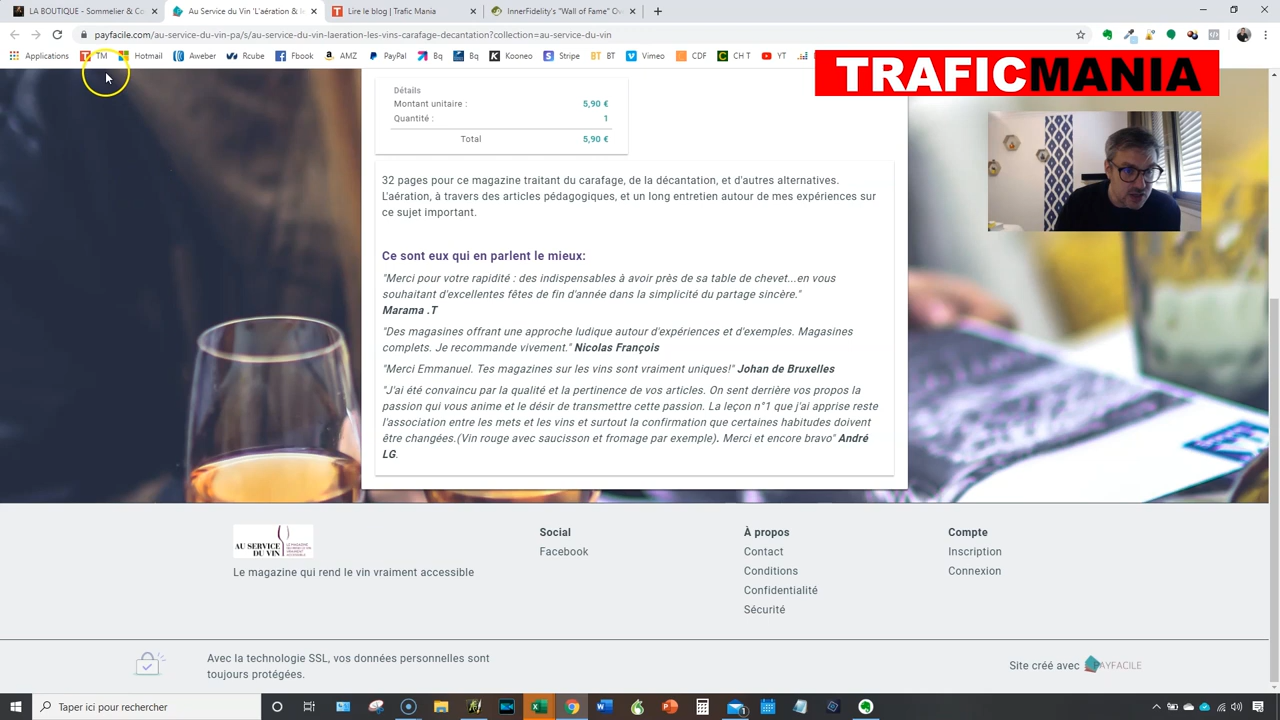 LA BOUTIQUE - Sommelier & Co
Au Service du Vin 'L'aération & l
Lire le blog | Trafic Mania
InnerFidelity's "Wall of Fame" Ov
payfacile.com/au-service-du-vin-pa/s/au-service-du-vin-laeration-les-vins-carafage-decantation?collection=au-service-du-vin
Applications
TM
Hotmail
Aweber
Rcube
Fbook
AMZ
PayPal
Bq
Bq
Kooneo
Stripe
BT
BT
Vimeo
CDF
CH T
YT
TRAFICMANIA
Détails
Montant unitaire : 5,90 €
Quantité : 1
Total 5,90 €
32 pages pour ce magazine traitant du carafage, de la décantation, et d'autres alternatives.
L'aération, à travers des articles pédagogiques, et un long entretien autour de mes expériences sur
ce sujet important.
Ce sont eux qui en parlent le mieux:
"Merci pour votre rapidité : des indispensables à avoir près de sa table de chevet...en vous
souhaitant d'excellentes fêtes de fin d'année dans la simplicité du partage sincère."
Marama .T
"Des magasines offrant une approche ludique autour d'expériences et d'exemples. Magasines
complets. Je recommande vivement." Nicolas François
"Merci Emmanuel. Tes magazines sur les vins sont vraiment uniques!" Johan de Bruxelles
"J'ai été convaincu par la qualité et la pertinence de vos articles. On sent derrière vos propos la
passion qui vous anime et le désir de transmettre cette passion. La leçon n°1 que j'ai apprise reste
l'association entre les mets et les vins et surtout la confirmation que certaines habitudes doivent
être changées.(Vin rouge avec saucisson et fromage par exemple). Merci et encore bravo" André
LG.
AU SERVICE
DU VIN
Le magazine qui rend le vin vraiment accessible
Social
Facebook
À propos
Contact
Conditions
Confidentialité
Sécurité
Compte
Inscription
Connexion
Avec la technologie SSL, vos données personnelles sont
toujours protégées.
Site créé avec PAYFACILE
Taper ici pour rechercher